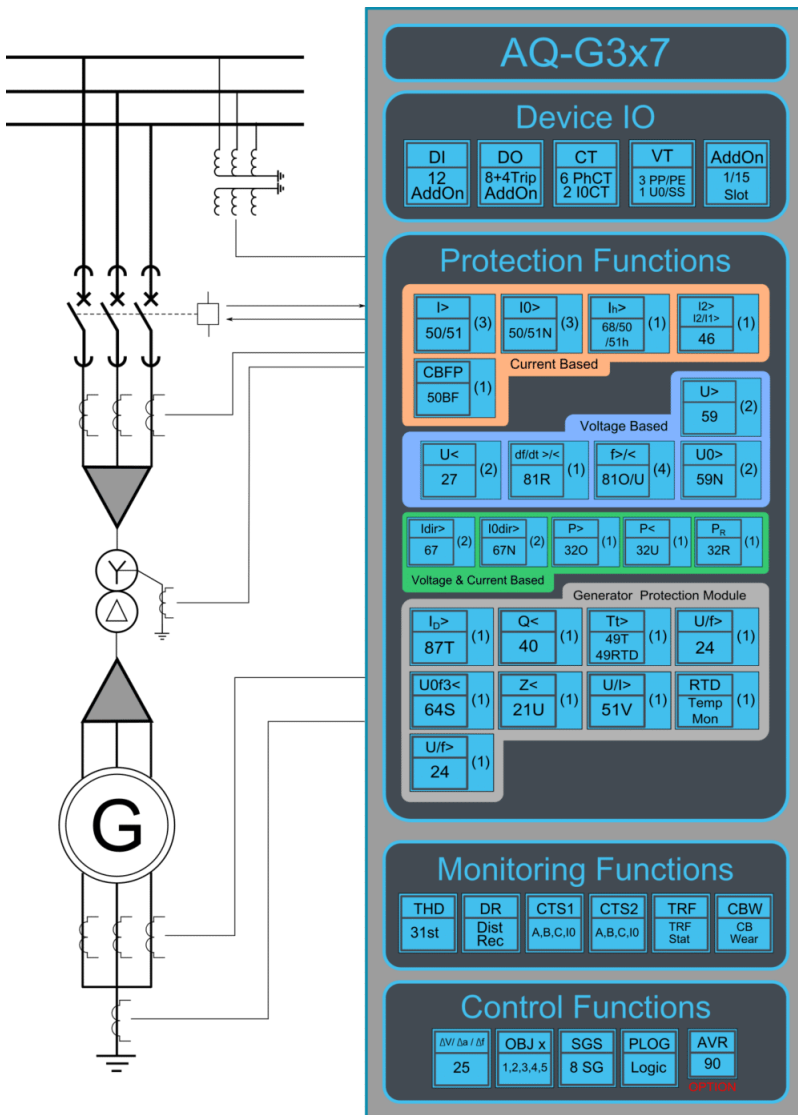 AQ-G3x7
Device IO
DI
12
AddOn
DO
8+4Trip
AddOn
CT
6 PhCT
2 I0CT
VT
3 PP/PE
1 U0/SS
AddOn
1/15
Slot
Protection Functions
I>
50/51
(3)
I0>
50/51N
(3)
Ih>
68/50
/51h
(1)
I2>
I2/I1>
46
(1)
CBFP
50BF
(1)
Current Based
U>
59
(2)
Voltage Based
U<
27
(2)
df/dt >/<
81R
(1)
f>/<
81O/U
(4)
U0>
59N
(2)
Idir>
67
(2)
I0dir>
67N
(2)
P>
32O
(1)
P<
32U
(1)
PR
32R
(1)
Voltage & Current Based
Generator Protection Module
ID>
87T
(1)
Q<
40
(1)
Tt>
49T
49RTD
(1)
U/f>
24
(1)
U0f3<
64S
(1)
Z<
21U
(1)
U/I>
51V
(1)
RTD
Temp
Mon
(1)
U/f>
24
(1)
Y
Δ
G
Monitoring Functions
THD
31st
DR
Dist
Rec
CTS1
A,B,C,I0
CTS2
A,B,C,I0
TRF
TRF
Stat
CBW
CB
Wear
Control Functions
ΔV/ Δa / Δf
25
OBJ x
1,2,3,4,5
SGS
8 SG
PLOG
Logic
AVR
90
OPTION